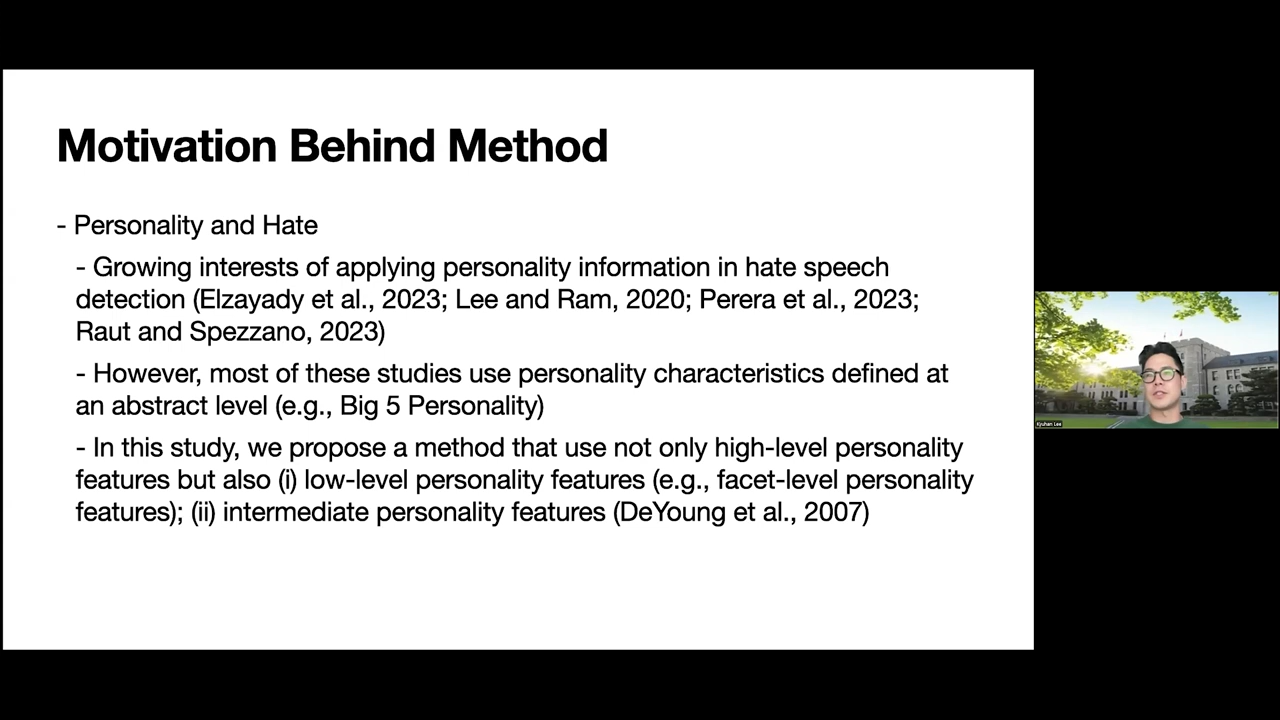 Motivation Behind Method
- Personality and Hate
- Growing interests of applying personality information in hate speech
detection (Elzayady et al., 2023; Lee and Ram, 2020; Perera et al., 2023;
Raut and Spezzano, 2023)
- However, most of these studies use personality characteristics defined at
an abstract level (e.g., Big 5 Personality)
- In this study, we propose a method that use not only high-level personality
features but also (i) low-level personality features (e.g., facet-level personality
features); (ii) intermediate personality features (DeYoung et al., 2007)
Kyuhan Lee